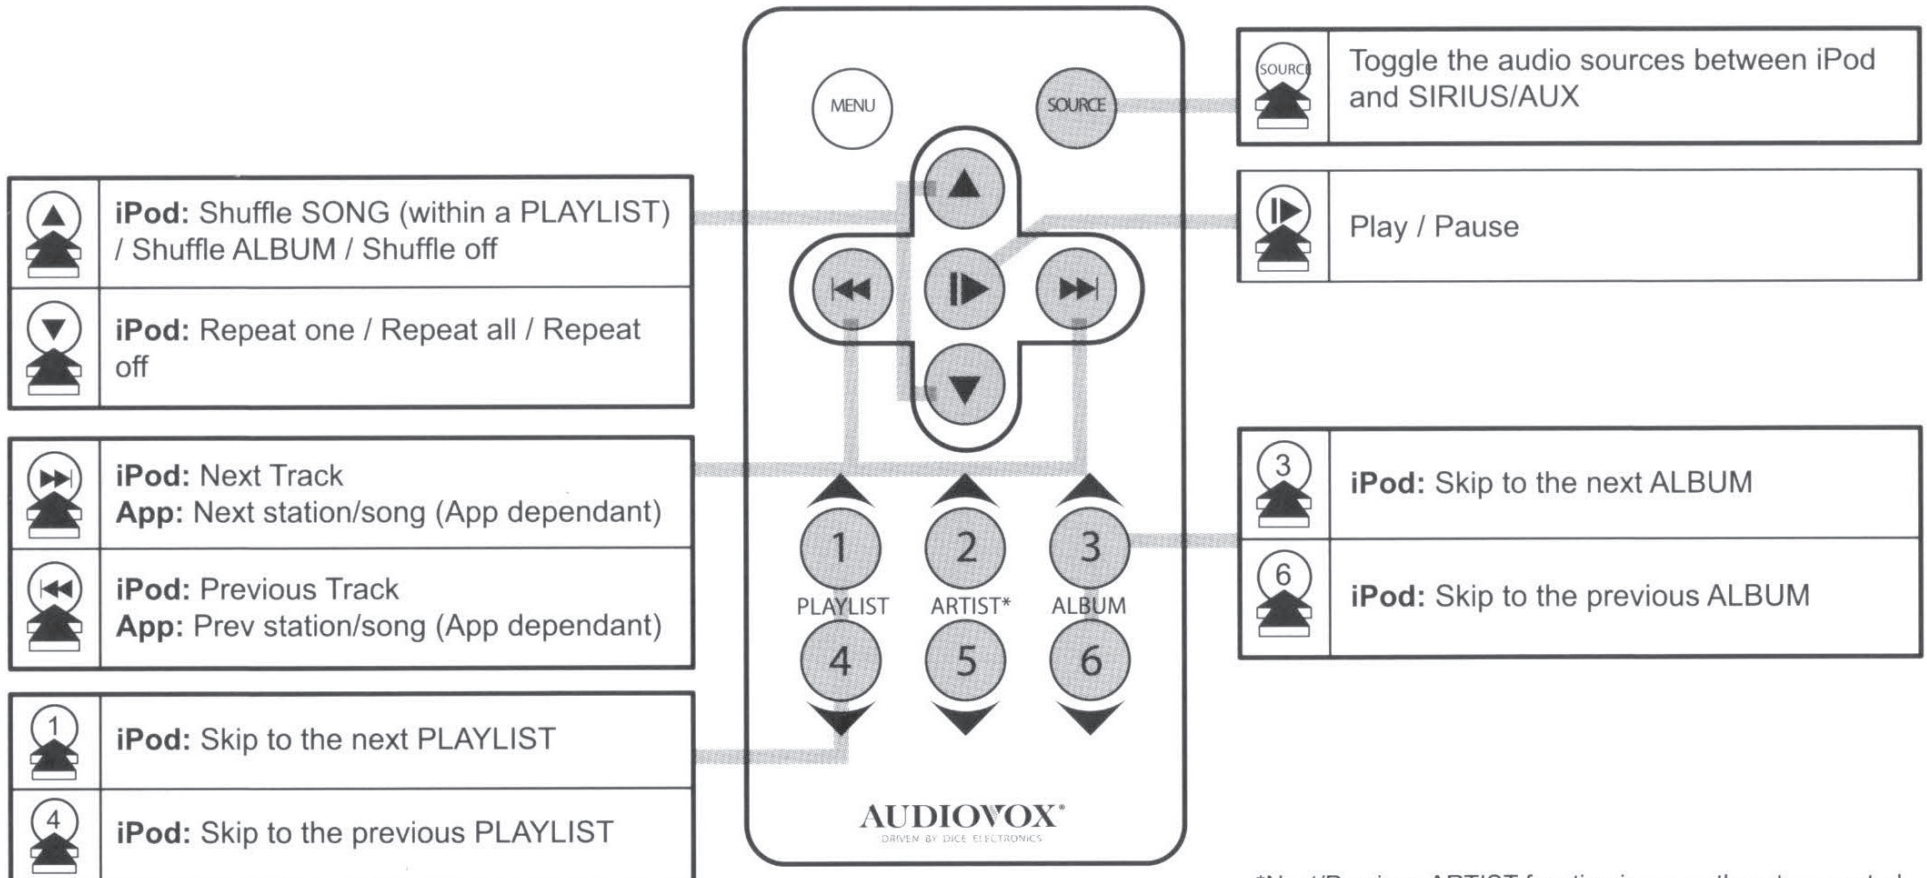 MENU
SOURCE
SOURCE
Toggle the audio sources between iPod
and SIRIUS/AUX
iPod: Shuffle SONG (within a PLAYLIST)
/ Shuffle ALBUM / Shuffle off
Play / Pause
iPod: Repeat one / Repeat all / Repeat
off
iPod: Next Track
App: Next station/song (App dependant)
iPod: Previous Track
App: Prev station/song (App dependant)
1
2
3
PLAYLIST
ARTIST*
ALBUM
4
5
6
3
iPod: Skip to the next ALBUM
6
iPod: Skip to the previous ALBUM
1
iPod: Skip to the next PLAYLIST
4
iPod: Skip to the previous PLAYLIST
AUDIOVOX®
DRIVEN BY DICE ELECTRONICS